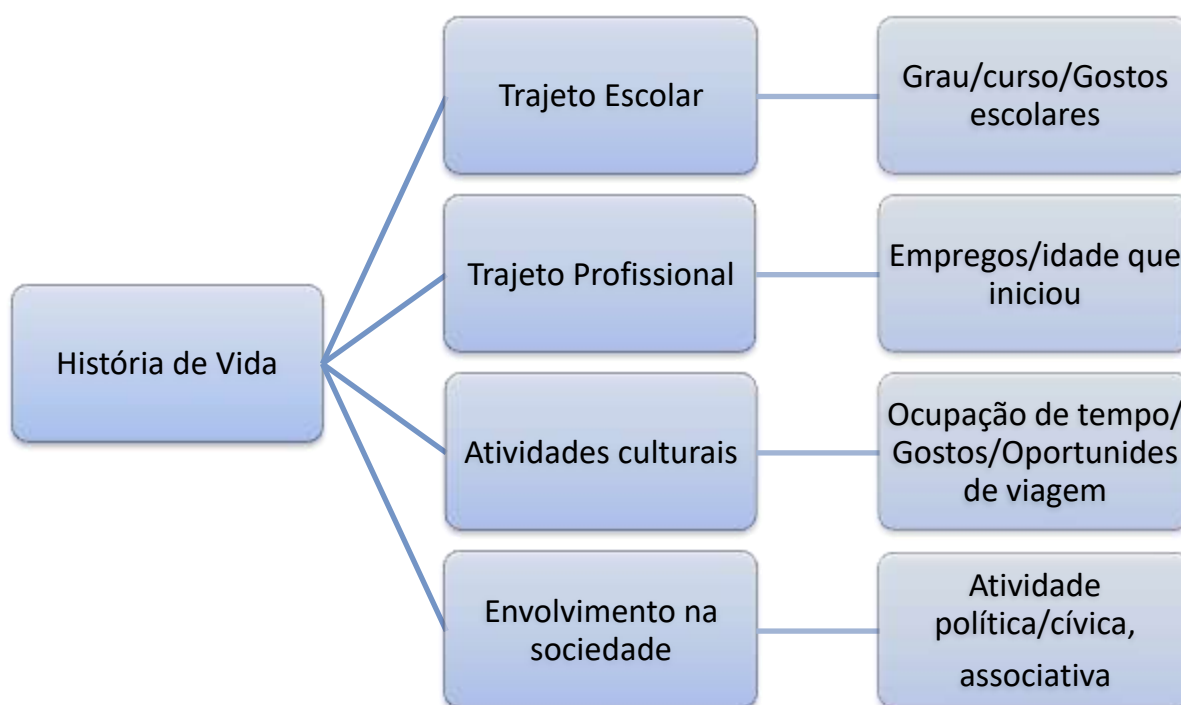 Trajeto Escolar
Grau/curso/Gostos
escolares
Trajeto Profissional
Empregos/idade que
iniciou
História de Vida
Atividades culturais
Ocupação de tempo/
Gostos/Oportunides
de viagem
Envolvimento na
sociedade
Atividade
política/cívica,
associativa